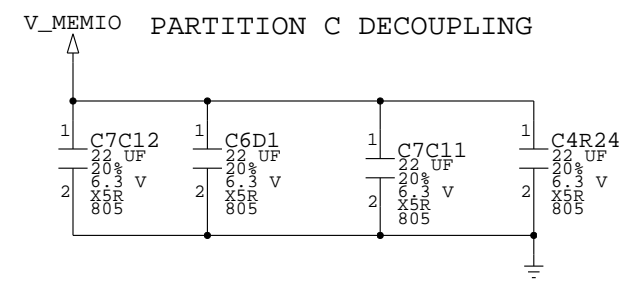 V_MEMIO PARTITION C DECOUPLING
1 C7C12
22 UF
20%
6.3 V
2 X5R
805
1 C6D1
22 UF
20%
6.3 V
2 X5R
805
1 C7C11
22 UF
20%
6.3 V
2 X5R
805
1 C4R24
22 UF
20%
6.3 V
2 X5R
805